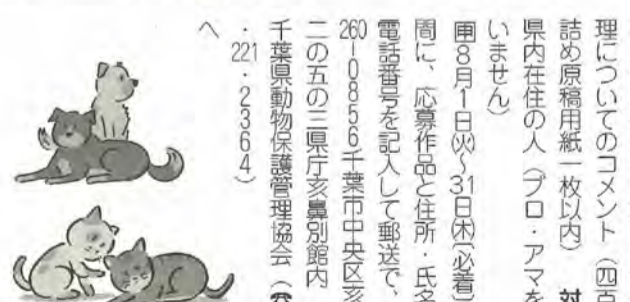 理についてのコメント（四百
詰め原稿用紙一枚以内） 対
県内在住の人（プロ・アマを
いません）
申8月1日㈫〜31日㈭〔必着〕
間に、応募作品と住所・氏名
電話番号を記入して郵送で、
260-0856千葉市中央区亥
二の五の三県庁亥鼻別館内
千葉県動物保護管理協会（
・221・2364）
へ